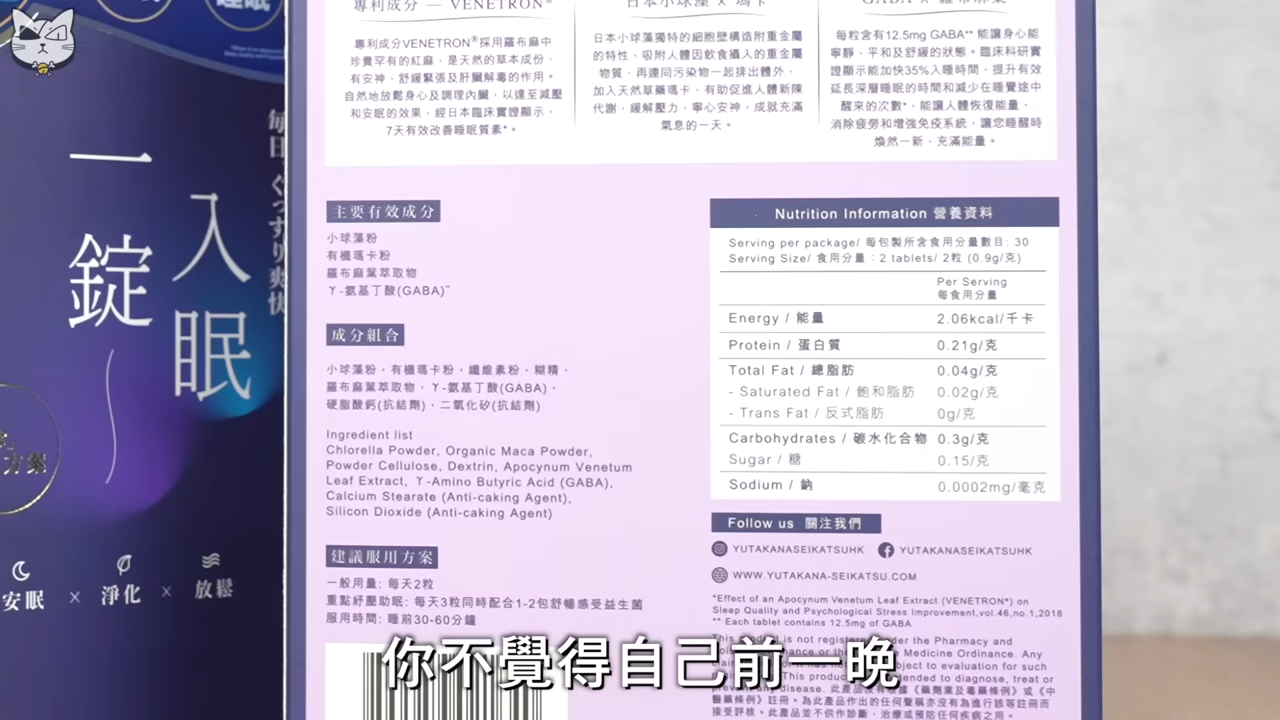 睡眠
一錠
入眠
方案
安眠 × 淨化 × 放鬆
專利成分 — VENETRON®
專利成分VENETRON®採用羅布麻中
珍貴罕有的紅麻,是天然的草本成份,
有安神、舒緩緊張及肝臟解毒的作用。
自然地放鬆身心及調理內臟,以達至減壓
和安眠的效果,經日本臨床實證顯示,
7天有效改善睡眠質素*。
日本小球藻 x 瑪卡
日本小球藻獨特的細胞壁構造附重金屬
的特性,吸附人體因飲食攝入的重金屬
物質,再連同污染物一起排出體外,
加入天然草藥瑪卡,有助促進人體新陳
代謝,緩解壓力,寧心安神,成就充滿
氣息的一天。
GABA x 羅布麻葉
每粒含有12.5mg GABA** 能讓身心能
寧靜、平和及舒緩的狀態。臨床科研實
證顯示能加快35%入睡時間、提升有效
延長深層睡眠的時間和減少在睡覺途中
醒來的次數*,能讓人體恢復能量、
消除疲勞和增強免疫系統,讓您睡醒時
煥然一新、充滿能量。
主要有效成分
小球藻粉
有機瑪卡粉
羅布麻葉萃取物
Ƴ-氨基丁酸(GABA)**
成分組合
小球藻粉,有機瑪卡粉,纖維素粉,糊精,
羅布麻葉萃取物,Ƴ-氨基丁酸(GABA),
硬脂酸鈣(抗結劑),二氧化矽(抗結劑)
Ingredient list
Chlorella Powder, Organic Maca Powder,
Powder Cellulose, Dextrin, Apocynum Venetum
Leaf Extract, Ƴ-Amino Butyric Acid (GABA),
Calcium Stearate (Anti-caking Agent),
Silicon Dioxide (Anti-caking Agent)
建議服用方案
一般用量: 每天2粒
重點紓壓助眠: 每天3粒同時配合1-2包舒暢感受益生菌
服用時間: 睡前30-60分鐘
Nutrition Information 營養資料
Serving per package/ 每包製所含食用分量數目: 30
Serving Size/ 食用分量:2 tablets/ 2粒 (0.9g/克)
Per Serving
每食用分量
Energy / 能量 2.06kcal/千卡
Protein / 蛋白質 0.21g/克
Total Fat / 總脂肪 0.04g/克
- Saturated Fat / 飽和脂肪 0.02g/克
- Trans Fat / 反式脂肪 0g/克
Carbohydrates / 碳水化合物 0.3g/克
Sugar / 糖 0.15/克
Sodium / 鈉 0.0002mg/毫克
Follow us 關注我們
YUTAKANASEIKATSUHK YUTAKANASEIKATSUHK
WWW.YUTAKANA-SEIKATSU.COM
*Effect of an Apocynum Venetum Leaf Extract (VENETRON®) on
Sleep Quality and Psychological Stress Improvement,vol.46,no.1,2018
** Each tablet contains 12.5mg of GABA
你不覺得自己前一晚